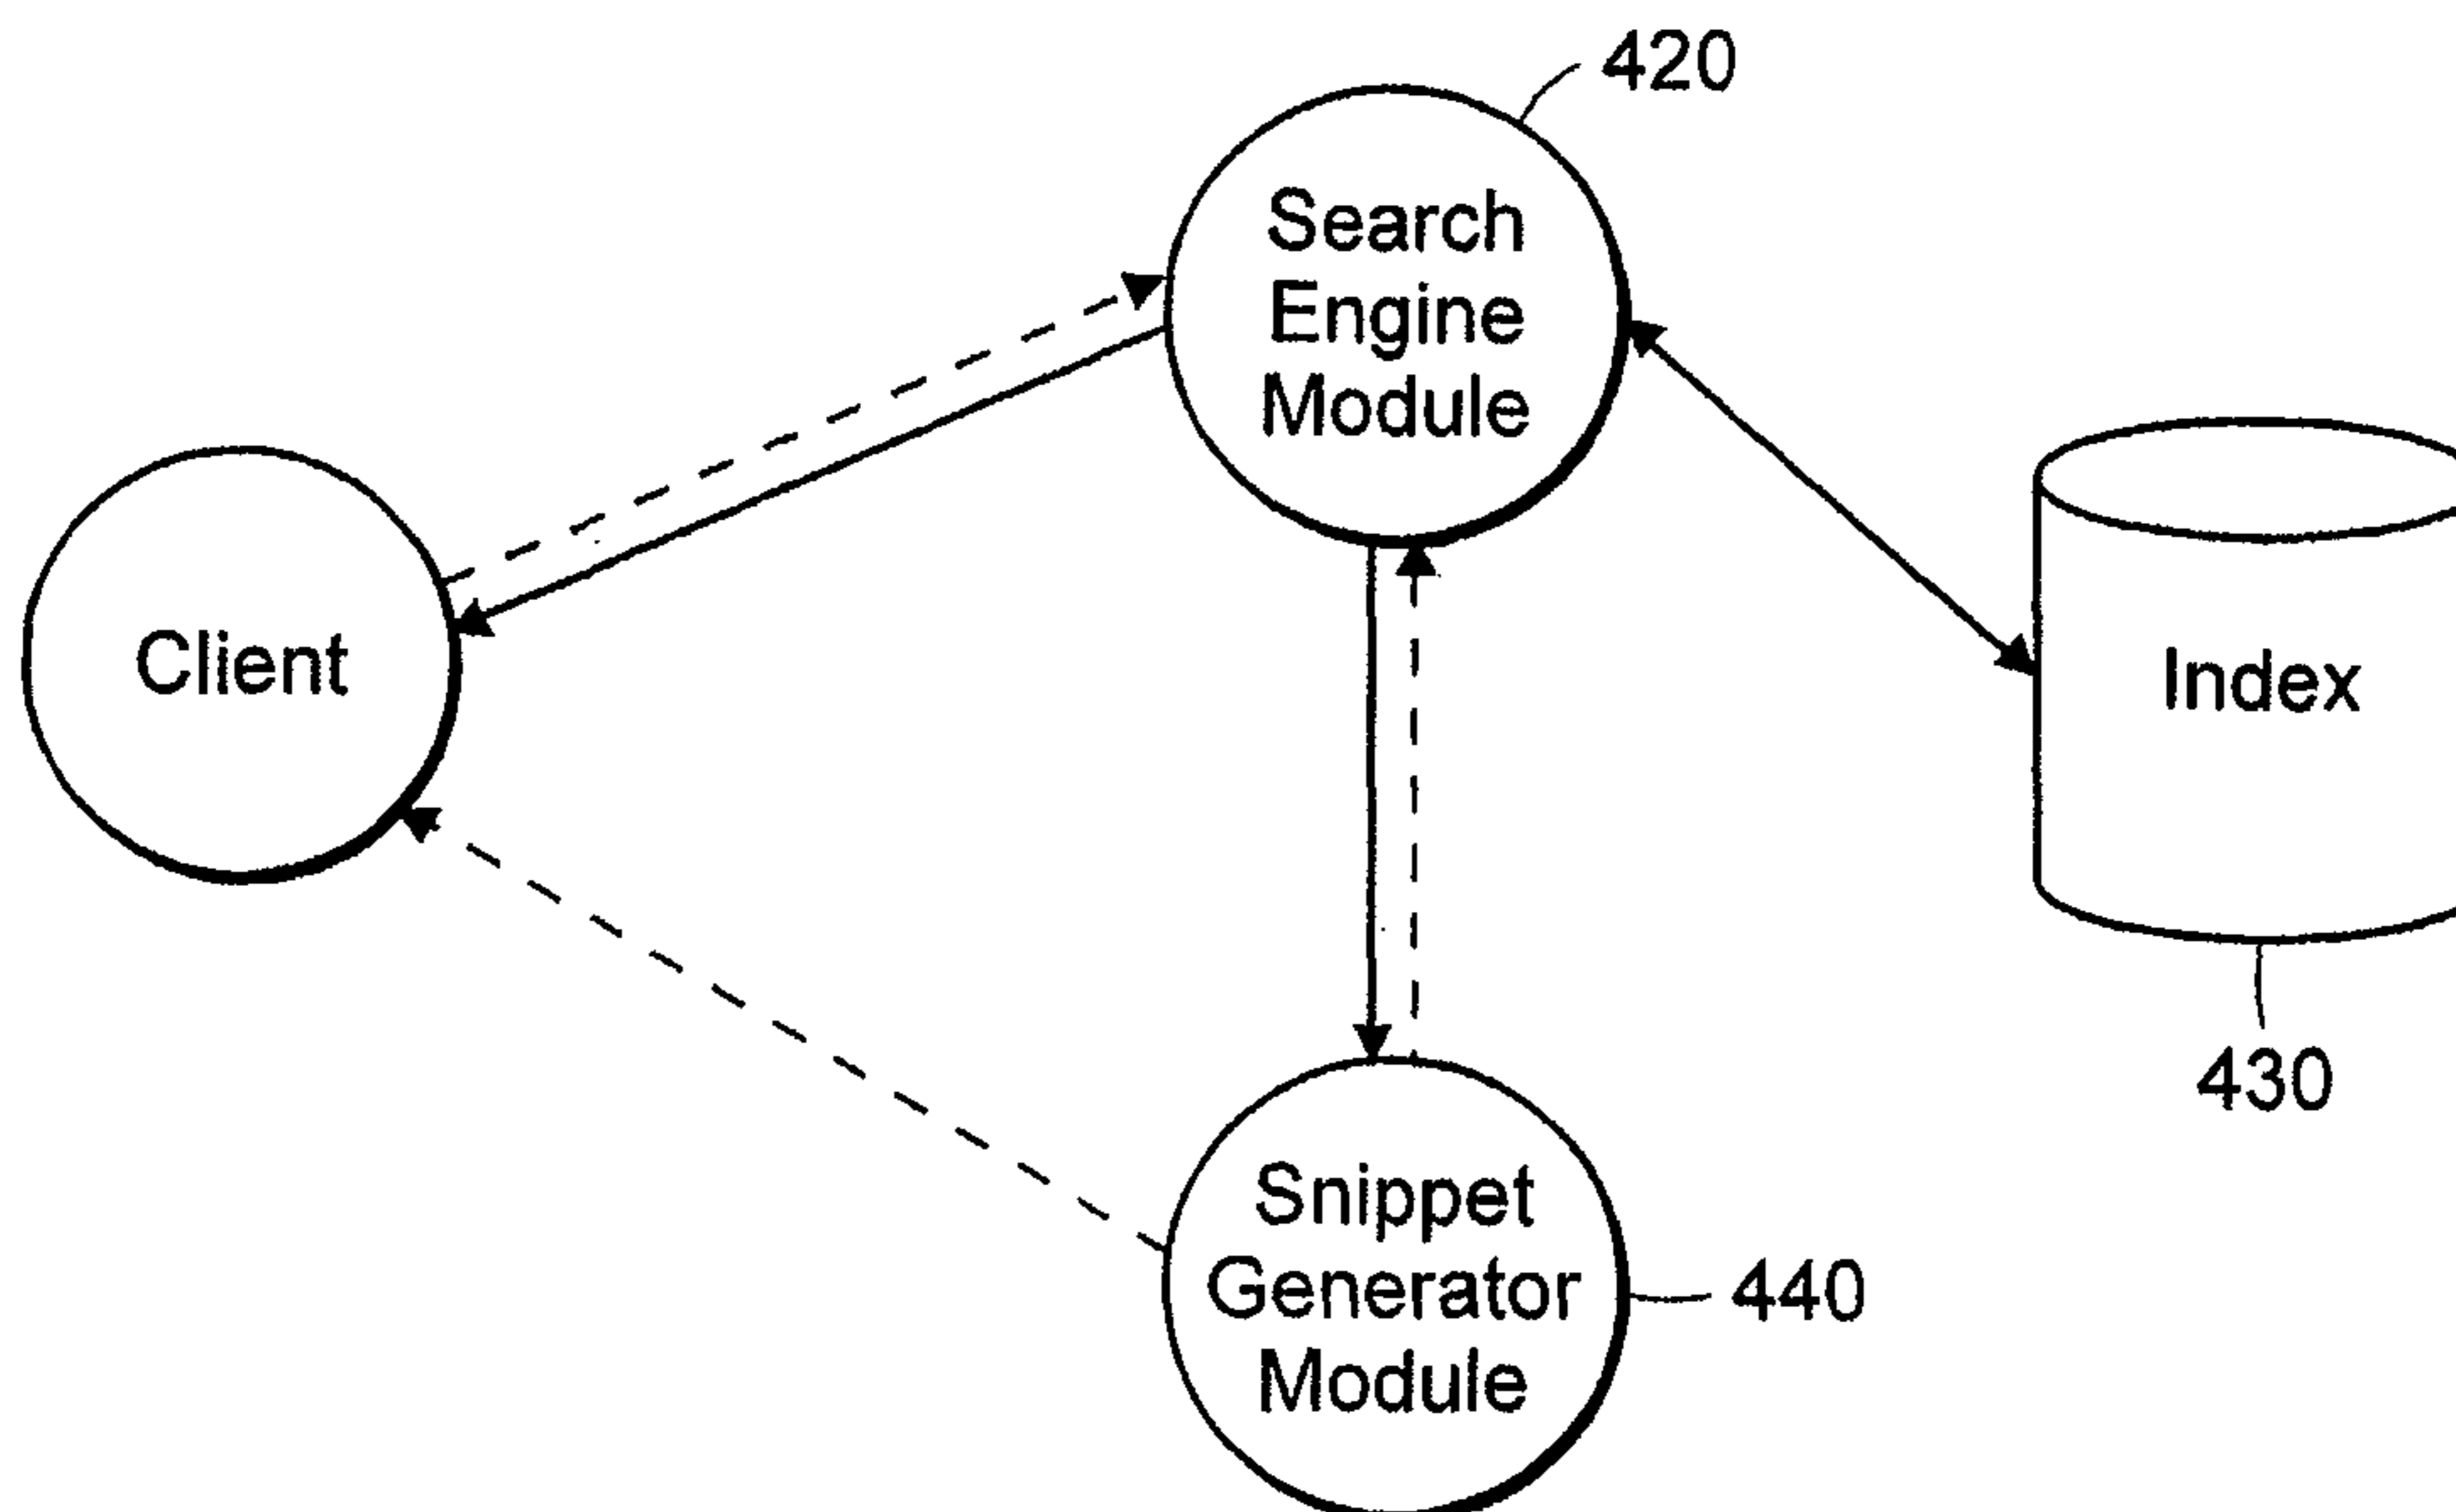 420
Search
Engine
Module
Client
Index
430
Snippet
Generator
Module
440